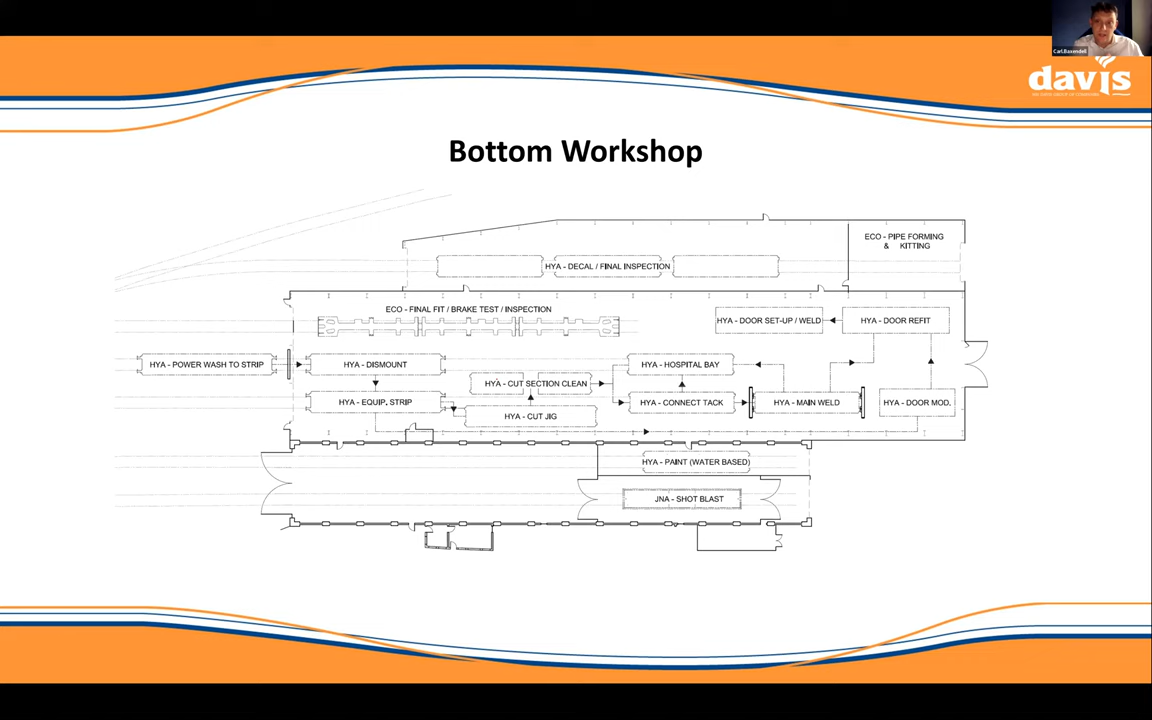 Carl.Baxendell
davis
Bottom Workshop
ECO - PIPE FORMING
& KITTING
HYA - DECAL / FINAL INSPECTION
ECO - FINAL FIT / BRAKE TEST / INSPECTION
HYA - DOOR SET-UP / WELD
HYA - DOOR REFIT
HYA - POWER WASH TO STRIP
HYA - DISMOUNT
HYA - HOSPITAL BAY
HYA - CUT SECTION CLEAN
HYA - EQUIP. STRIP
HYA - CONNECT TACK
HYA - MAIN WELD
HYA - DOOR MOD.
HYA - CUT JIG
HYA - PAINT (WATER BASED)
JNA - SHOT BLAST